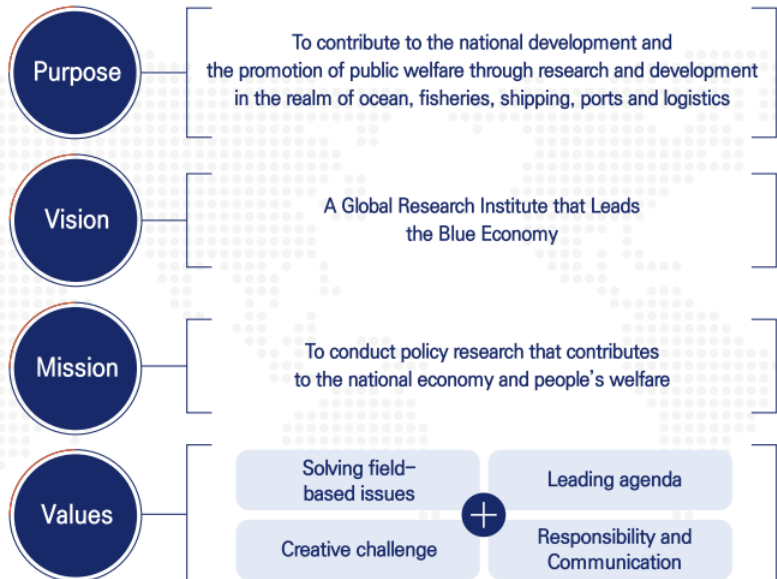 Purpose
To contribute to the national development and
the promotion of public welfare through research and development
in the realm of ocean, fisheries, shipping, ports and logistics
Vision
A Global Research Institute that Leads
the Blue Economy
Mission
To conduct policy research that contributes
to the national economy and people's welfare
Values
Solving field-
based issues
Leading agenda
Creative challenge
Responsibility and
Communication